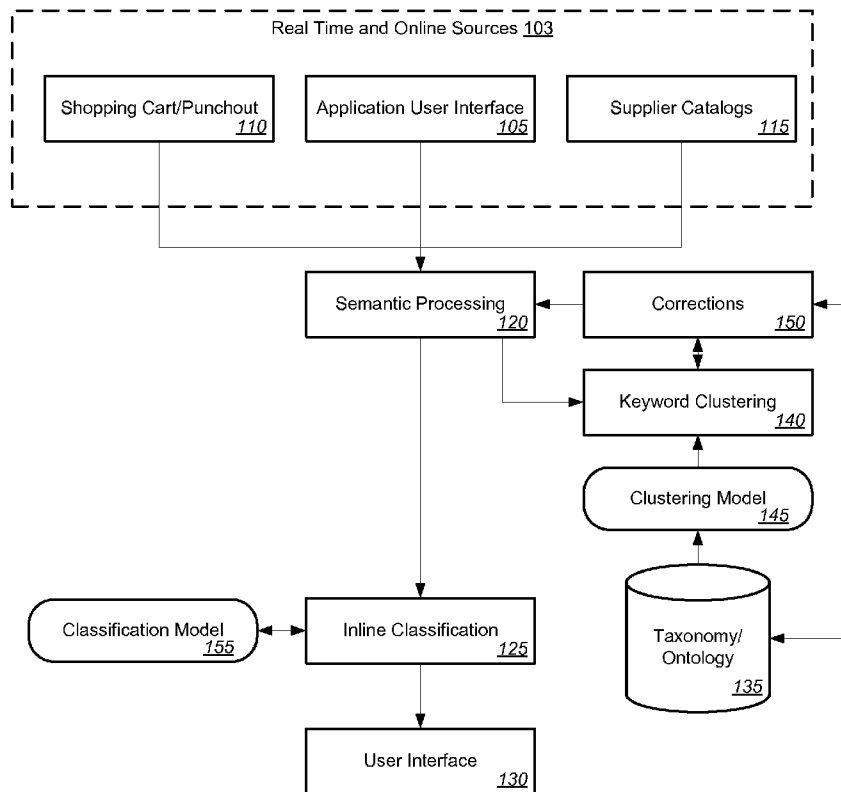 Real Time and Online Sources 103
Shopping Cart/Punchout
110
Application User Interface
105
Supplier Catalogs
115
Semantic Processing
120
Corrections
150
Keyword Clustering
140
Clustering Model
145
Classification Model
155
Inline Classification
125
Taxonomy/
Ontology
135
User Interface
130